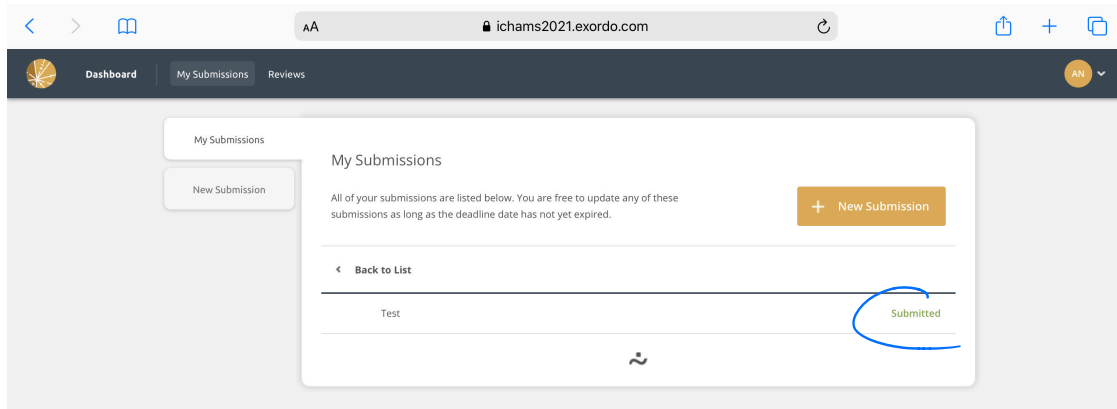 AA ichams2021.exordo.com
Dashboard My Submissions Reviews AN
My Submissions
New Submission
My Submissions
All of your submissions are listed below. You are free to update any of these
submissions as long as the deadline date has not yet expired.
+ New Submission
Back to List
Test Submitted